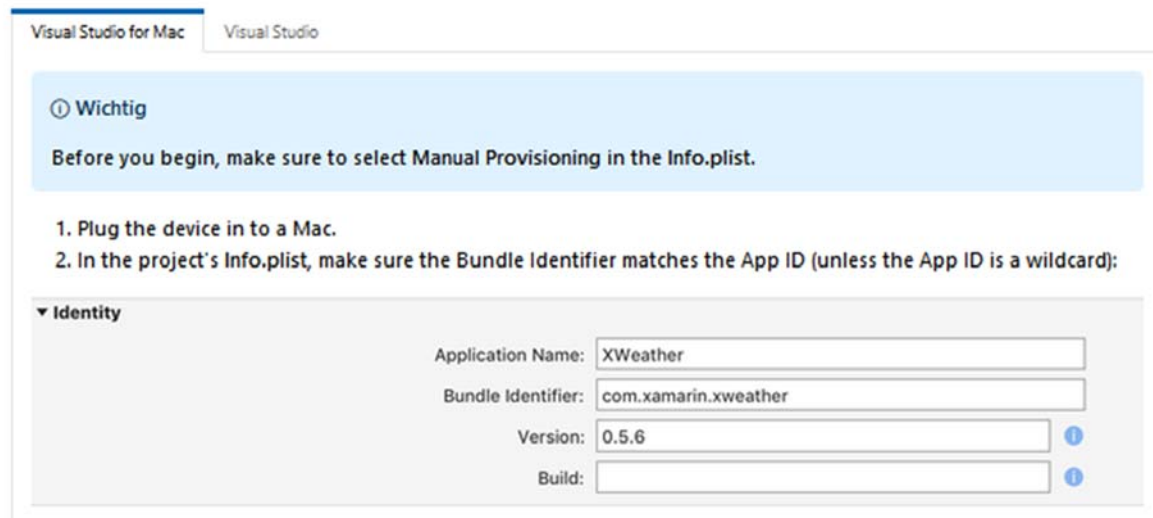 Visual Studio for Mac
Visual Studio
Wichtig
Before you begin, make sure to select Manual Provisioning in the Info.plist.
1. Plug the device in to a Mac.
2. In the project's Info.plist, make sure the Bundle Identifier matches the App ID (unless the App ID is a wildcard):
Identity
Application Name: XWeather
Bundle Identifier: com.xamarin.xweather
Version: 0.5.6
Build: